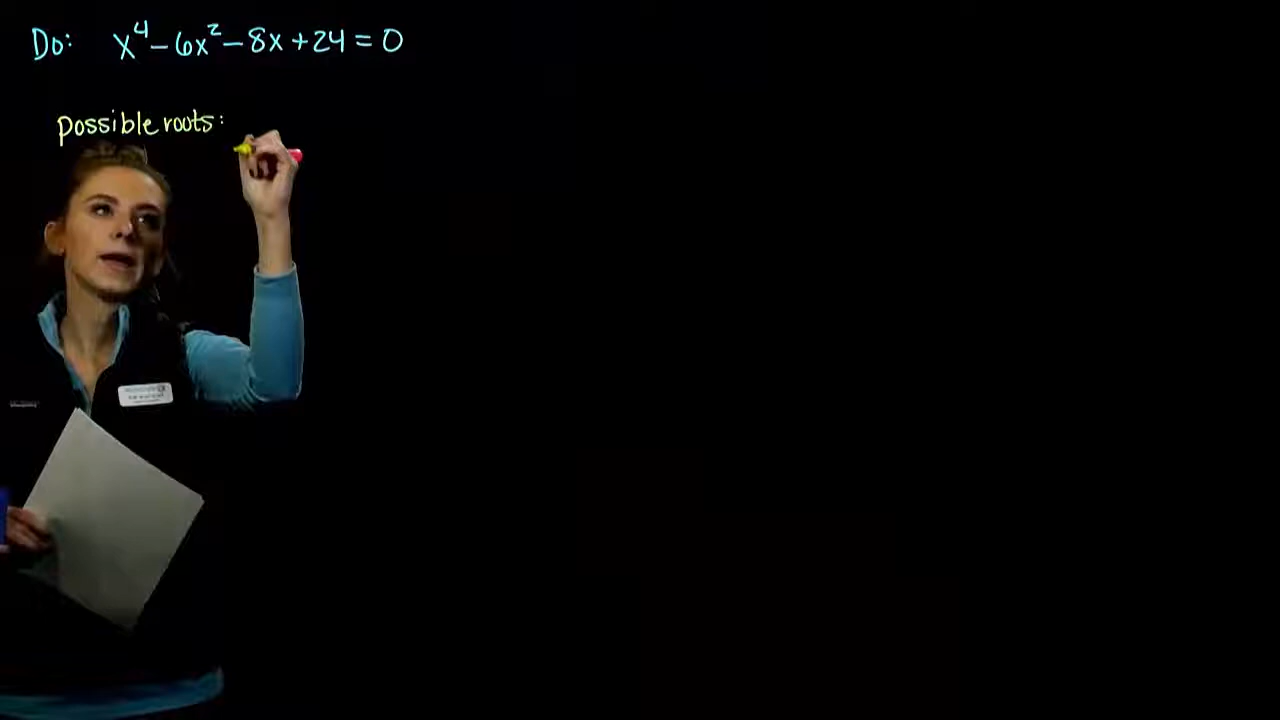 Do: x⁴ – 6x² – 8x + 24 = 0
possible roots: